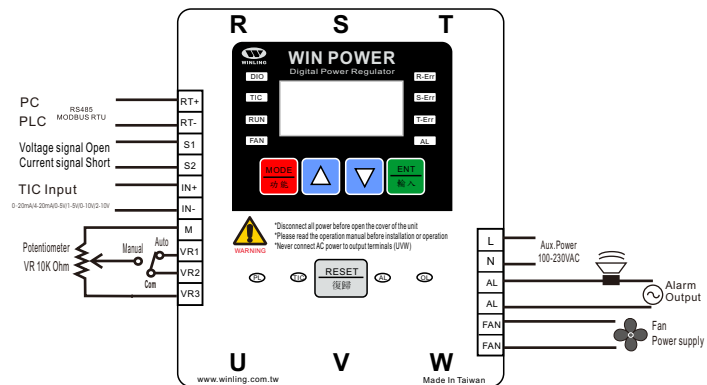 R S T
WINLING
WIN POWER
Digital Power Regulator
DIO
TIC
RUN
FAN
R-Err
S-Err
T-Err
AL
MODE
功能
ENT
輸入
PC
PLC
RS485
MODBUS RTU
Voltage signal Open
Current signal Short
TIC Input
0-20mA/4-20mA/0-5V/1-5V/0-10V/2-10V
Potentiometer
VR 10K Ohm
Manual
Auto
Com
RT+
RT-
S1
S2
IN+
IN-
M
VR1
VR2
VR3
WARNING
*Disconnect all power before open the cover of the unit
*Please read the operation manual before installation or operation
*Never connect AC power to output terminals (UVW)
PL
TIC
RESET
復歸
AL
OL
L
N
AL
AL
FAN
FAN
Aux.Power
100-230VAC
Alarm
Output
Fan
Power supply
U V W
www.winling.com.tw
Made In Taiwan